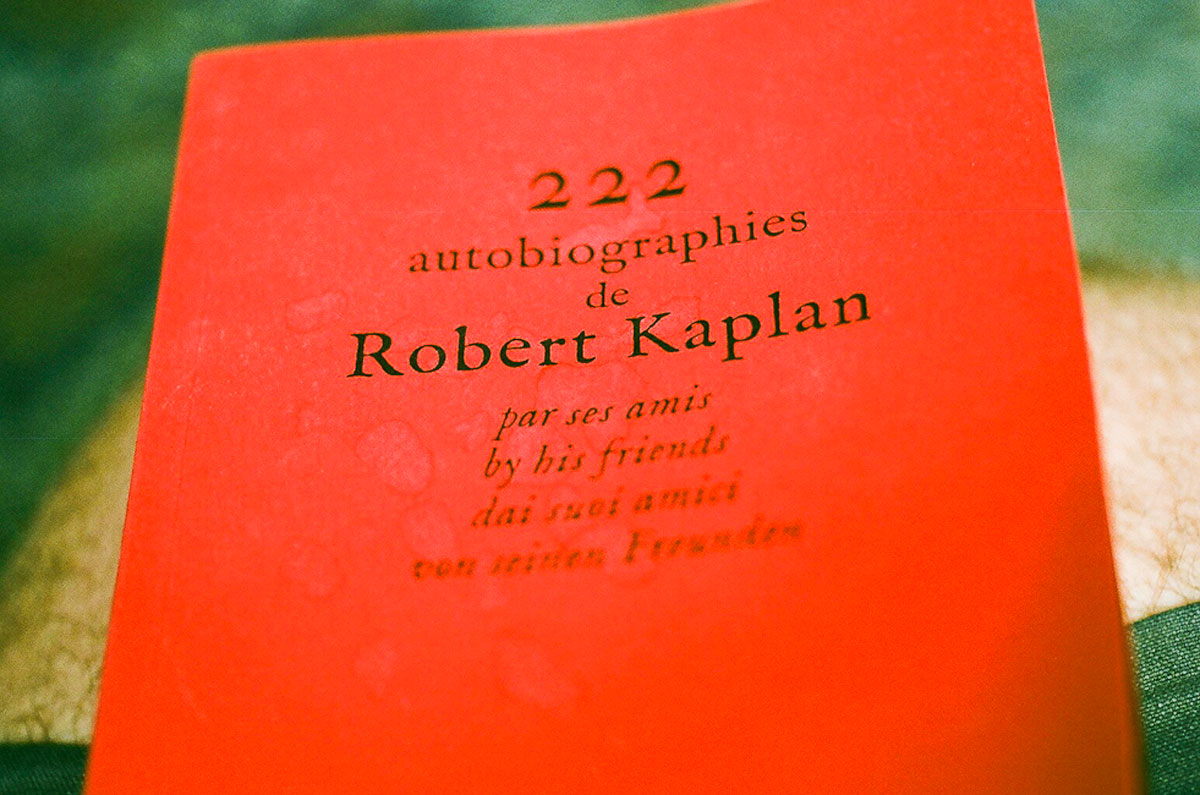 222
autobiographies
de
Robert Kaplan
par ses amis
by his friends
dai suoi amici
von seinen Freunden